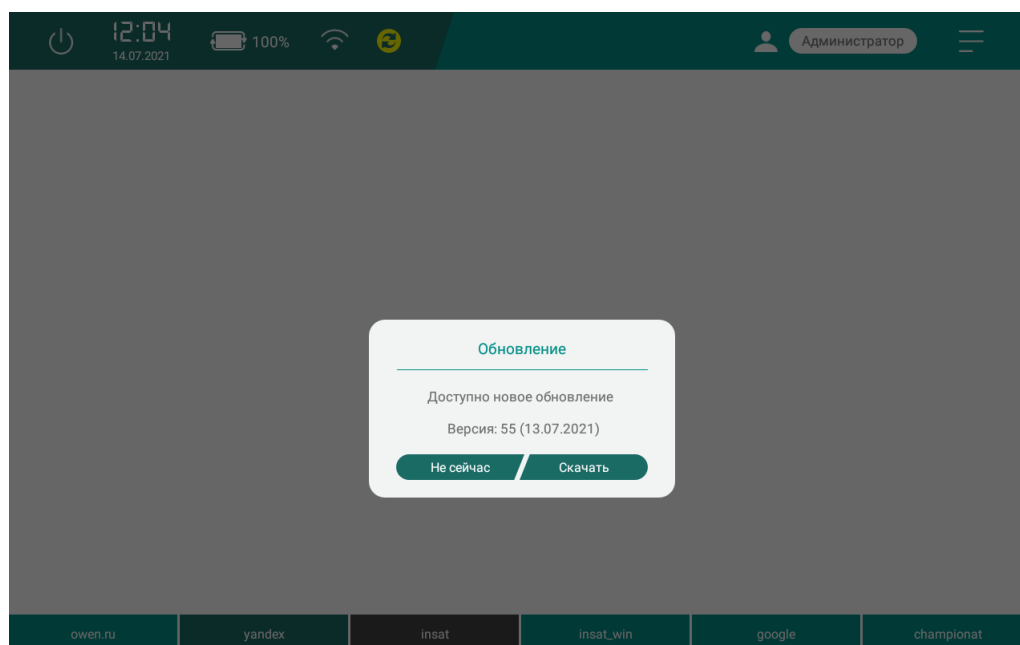 12:04
14.07.2021
100%
Администратор
Обновление
Доступно новое обновление
Версия: 55 (13.07.2021)
Не сейчас
Скачать
owen.ru
yandex
insat
insat_win
google
championat